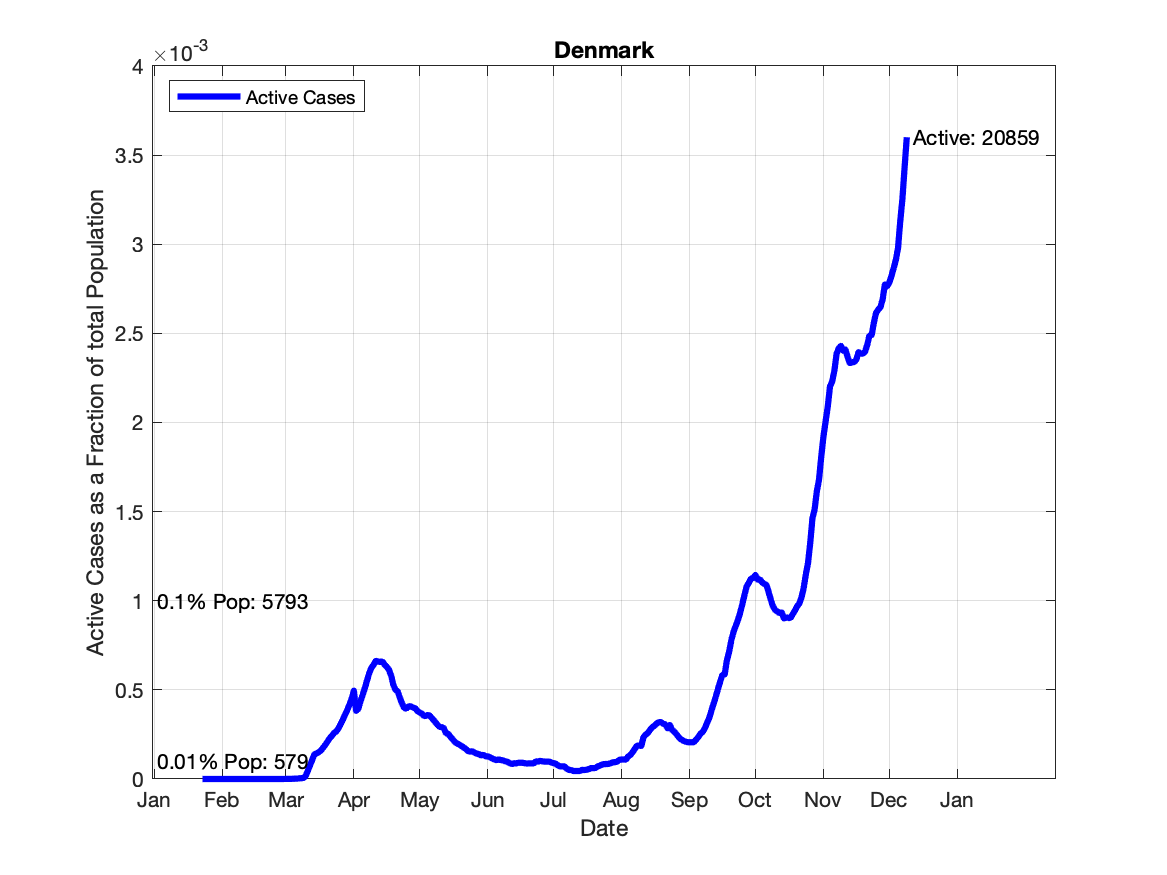 Denmark
×10-3
Active Cases
Active: 20859
4
3.5
3
2.5
2
1.5
1
0.5
0
0.1% Pop: 5793
0.01% Pop: 579
Active Cases as a Fraction of total Population
Jan Feb Mar Apr May Jun Jul Aug Sep Oct Nov Dec Jan
Date